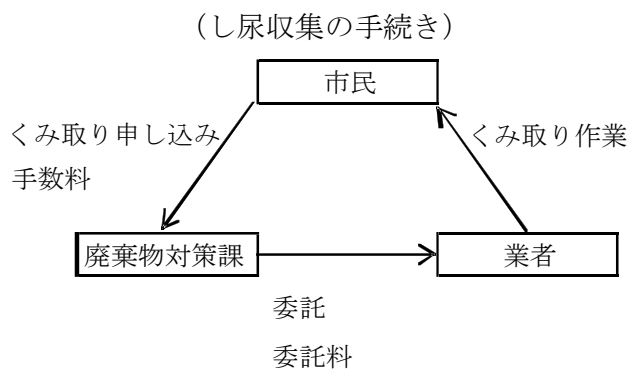 （し尿収集の手続き）
市民
くみ取り申し込み
手数料
くみ取り作業
廃棄物対策課
業者
委託
委託料